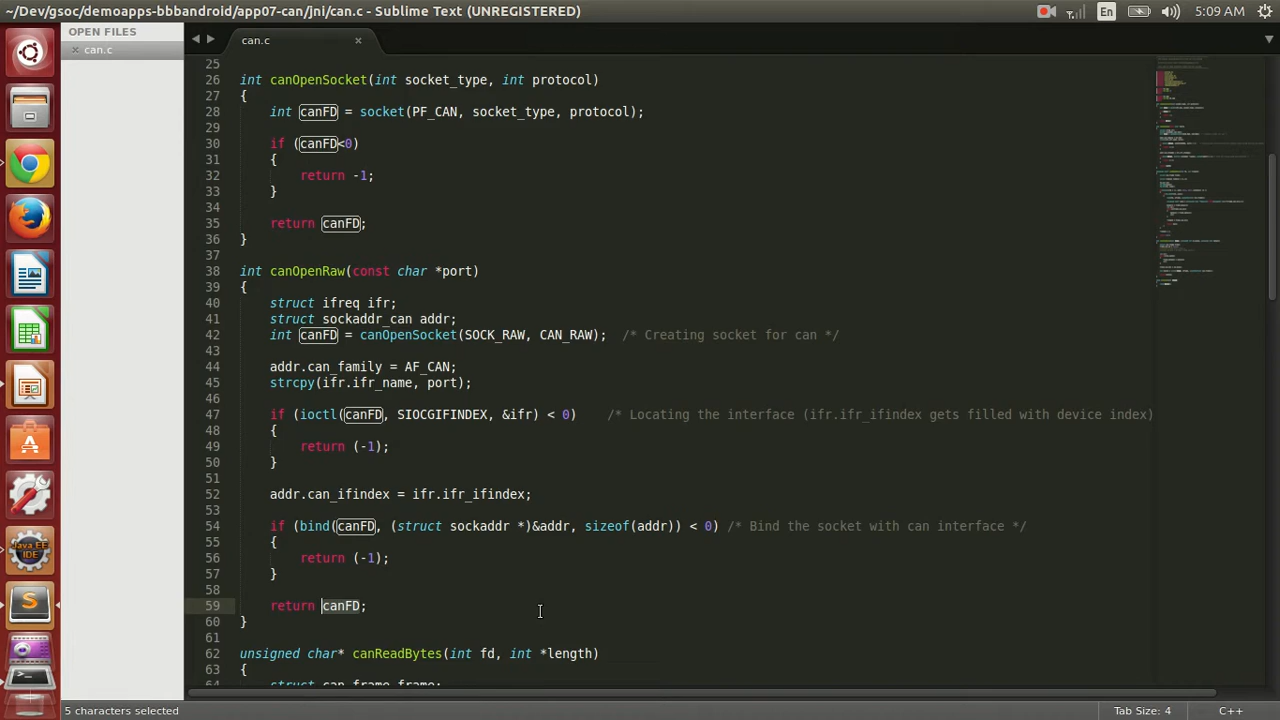 ~/Dev/gsoc/demoapps-bbbandroid/app07-can/jni/can.c - Sublime Text (UNREGISTERED)
En
5:09 AM
OPEN FILES
can.c
can.c
25
26 int canOpenSocket(int socket_type, int protocol)
27 {
28 int canFD = socket(PF_CAN,socket_type, protocol);
29
30 if (canFD<0)
31 {
32 return -1;
33 }
34
35 return canFD;
36 }
37
38 int canOpenRaw(const char *port)
39 {
40 struct ifreq ifr;
41 struct sockaddr_can addr;
42 int canFD = canOpenSocket(SOCK_RAW, CAN_RAW); /* Creating socket for can */
43
44 addr.can_family = AF_CAN;
45 strcpy(ifr.ifr_name, port);
46
47 if (ioctl(canFD, SIOCGIFINDEX, &ifr) < 0) /* Locating the interface (ifr.ifr_ifindex gets filled with device index)
48 {
49 return (-1);
50 }
51
52 addr.can_ifindex = ifr.ifr_ifindex;
53
54 if (bind(canFD, (struct sockaddr *)&addr, sizeof(addr)) < 0) /* Bind the socket with can interface */
55 {
56 return (-1);
57 }
58
59 return canFD;
60 }
61
62 unsigned char* canReadBytes(int fd, int *length)
63 {
64 struct can_frame frame;
Java EE
IDE
5 characters selected
Tab Size: 4
C++